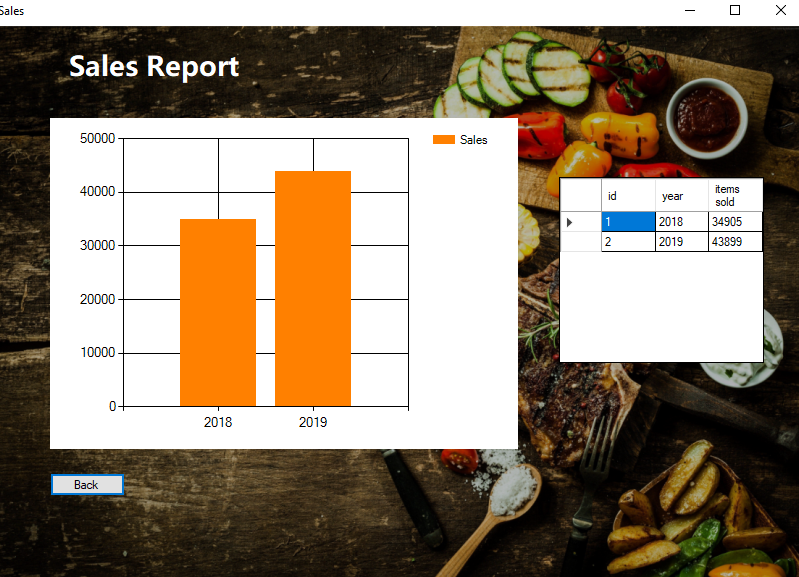 Sales
Sales Report
50000
40000
30000
20000
10000
0
2018 2019
Sales
id year items sold
1 2018 34905
2 2019 43899
Back